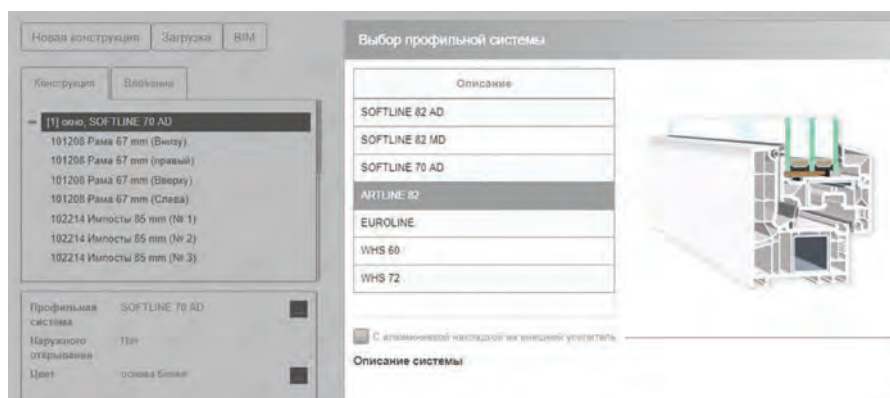 Новая конструкция Загрузка BIM
Конструкция Вложения
[1] окно, SOFTLINE 70 AD
101208 Рама 67 mm (Внизу)
101208 Рама 67 mm (правый)
101208 Рама 67 mm (Вверху)
101208 Рама 67 mm (Слева)
102214 Импосты 85 mm (№ 1)
102214 Импосты 85 mm (№ 2)
102214 Импосты 85 mm (№ 3)
Профильная система SOFTLINE 70 AD
Наружного открывания Нет
Цвет основа белая
Выбор профильной системы
Описание
SOFTLINE 82 AD
SOFTLINE 82 MD
SOFTLINE 70 AD
ARTLINE 82
EUROLINE
WHS 60
WHS 72
С алюминиевой накладкой на внешней
Описание системы